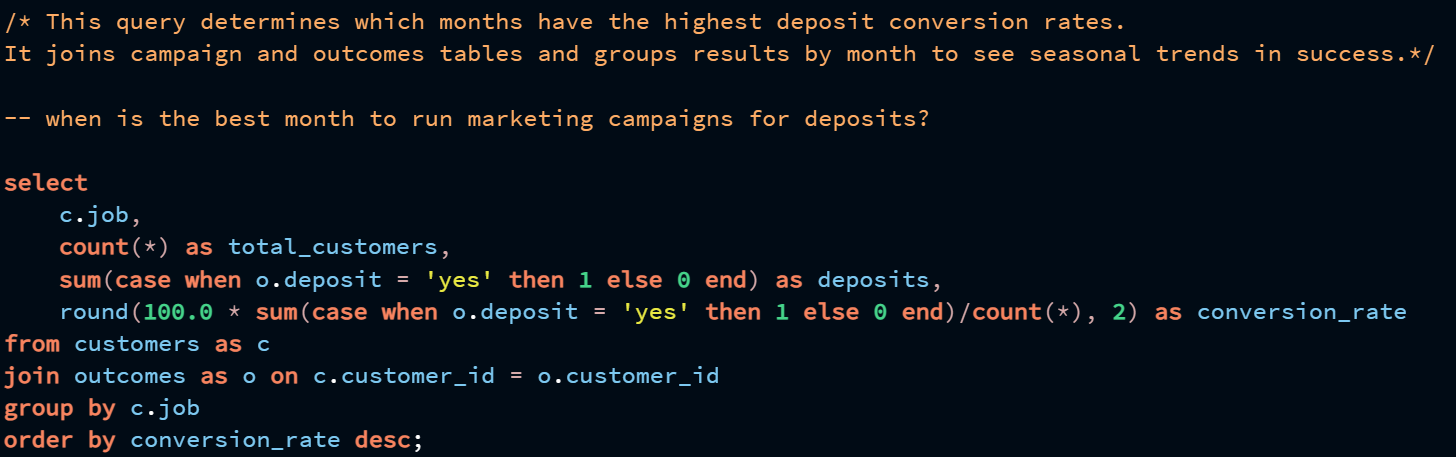 /* This query determines which months have the highest deposit conversion rates.
It joins campaign and outcomes tables and groups results by month to see seasonal trends in success.*/

-- when is the best month to run marketing campaigns for deposits?

select
    c.job,
    count(*) as total_customers,
    sum(case when o.deposit = 'yes' then 1 else 0 end) as deposits,
    round(100.0 * sum(case when o.deposit = 'yes' then 1 else 0 end)/count(*), 2) as conversion_rate
from customers as c
join outcomes as o on c.customer_id = o.customer_id
group by c.job
order by conversion_rate desc;